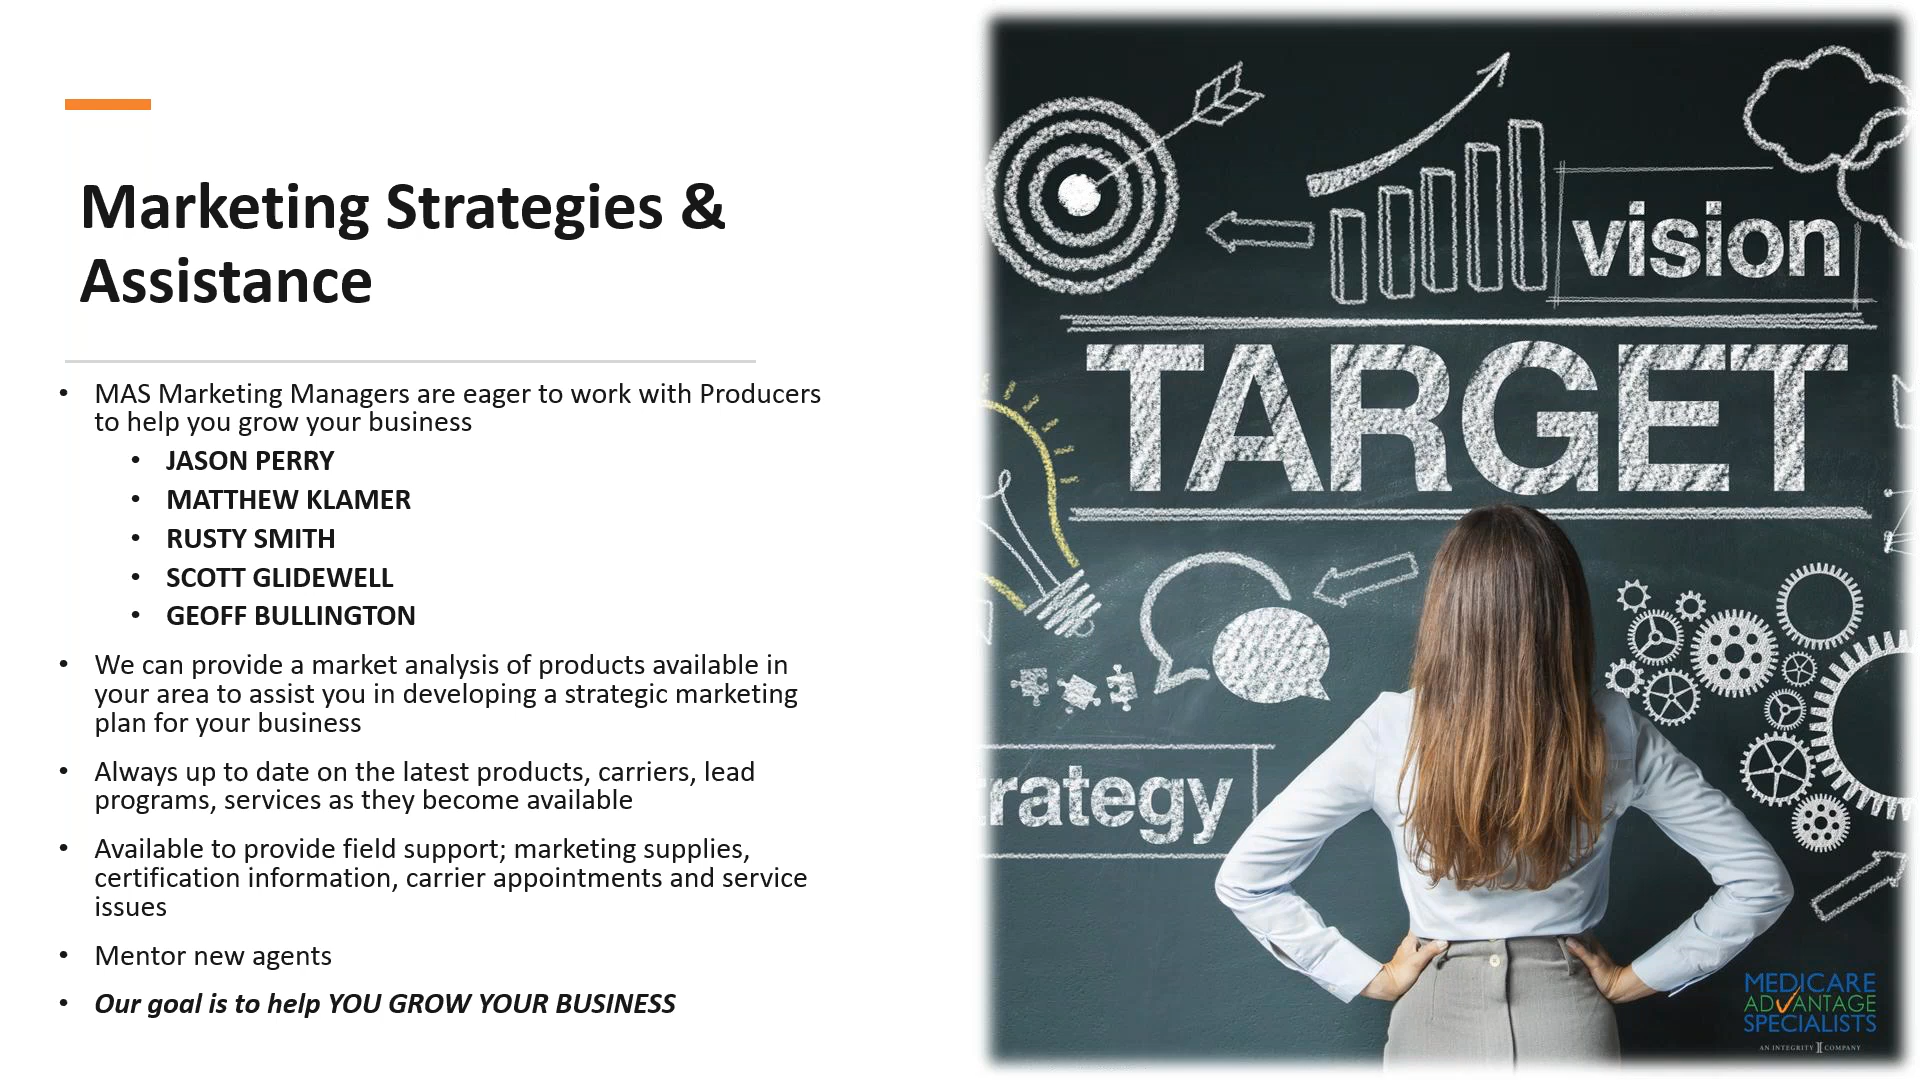 Marketing Strategies &
Assistance
• MAS Marketing Managers are eager to work with Producers
to help you grow your business
• JASON PERRY
• MATTHEW KLAMER
• RUSTY SMITH
• SCOTT GLIDEWELL
• GEOFF BULLINGTON
• We can provide a market analysis of products available in
your area to assist you in developing a strategic marketing
plan for your business
• Always up to date on the latest products, carriers, lead
programs, services as they become available
• Available to provide field support; marketing supplies,
certification information, carrier appointments and service
issues
• Mentor new agents
• Our goal is to help YOU GROW YOUR BUSINESS
vision
TARGET
rategy
MEDICARE
ADVANTAGE
SPECIALISTS
AN INTEGRITY COMPANY